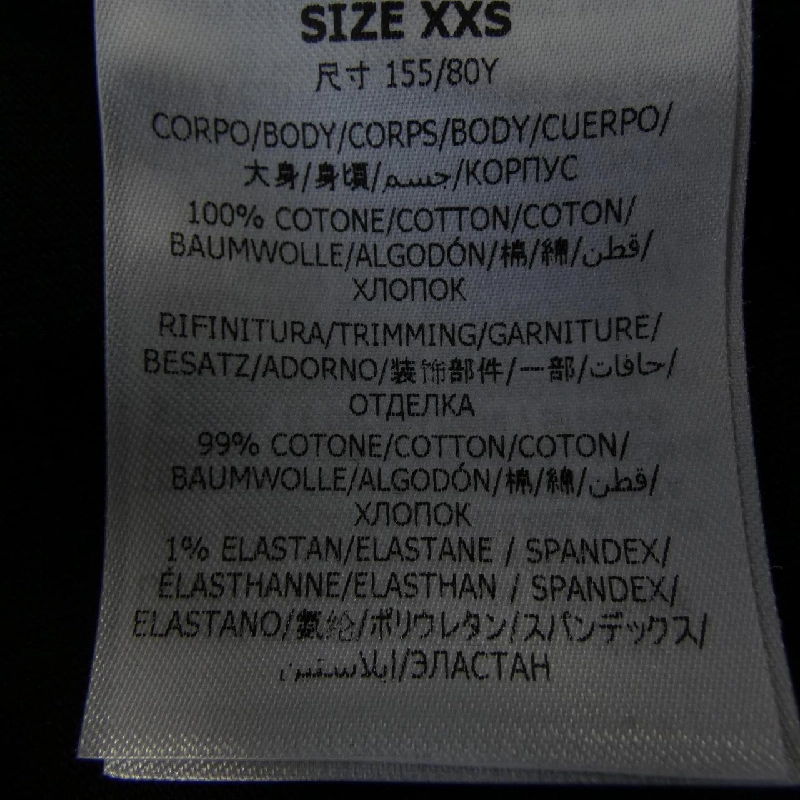 SIZE XXS
尺寸 155/80Y
CORPO/BODY/CORPS/BODY/CUERPO/
大身/身頃/جسم/КОРПУС
100% COTONE/COTTON/COTON/
BAUMWOLLE/ALGODÓN/棉/綿/قطن/
ХЛОПОК
RIFINITURA/TRIMMING/GARNITURE/
BESATZ/ADORNO/装饰部件/一部/حافات/
ОТДЕЛКА
99% COTONE/COTTON/COTON/
BAUMWOLLE/ALGODÓN/棉/綿/قطن/
ХЛОПОК
1% ELASTAN/ELASTANE / SPANDEX/
ÉLASTHANNE/ELASTHAN / SPANDEX/
ELASTANO/氨纶/ポリウレタン/スパンデックス/
إيلاستين/ЭЛАСТАН